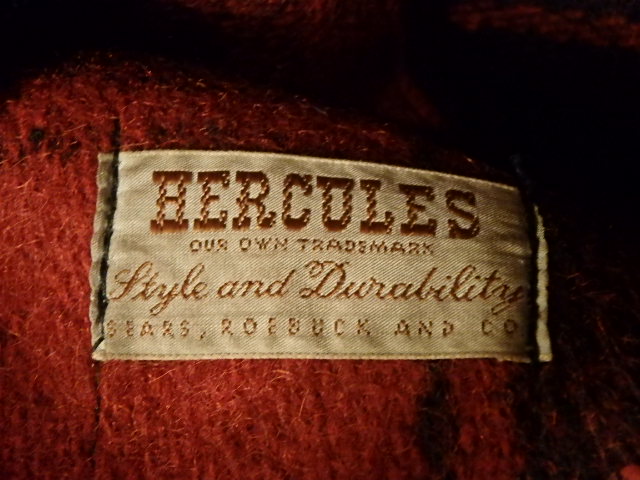 HERCULES
OUR OWN TRADEMARK
Style and Durability
SEARS, ROEBUCK AND CO